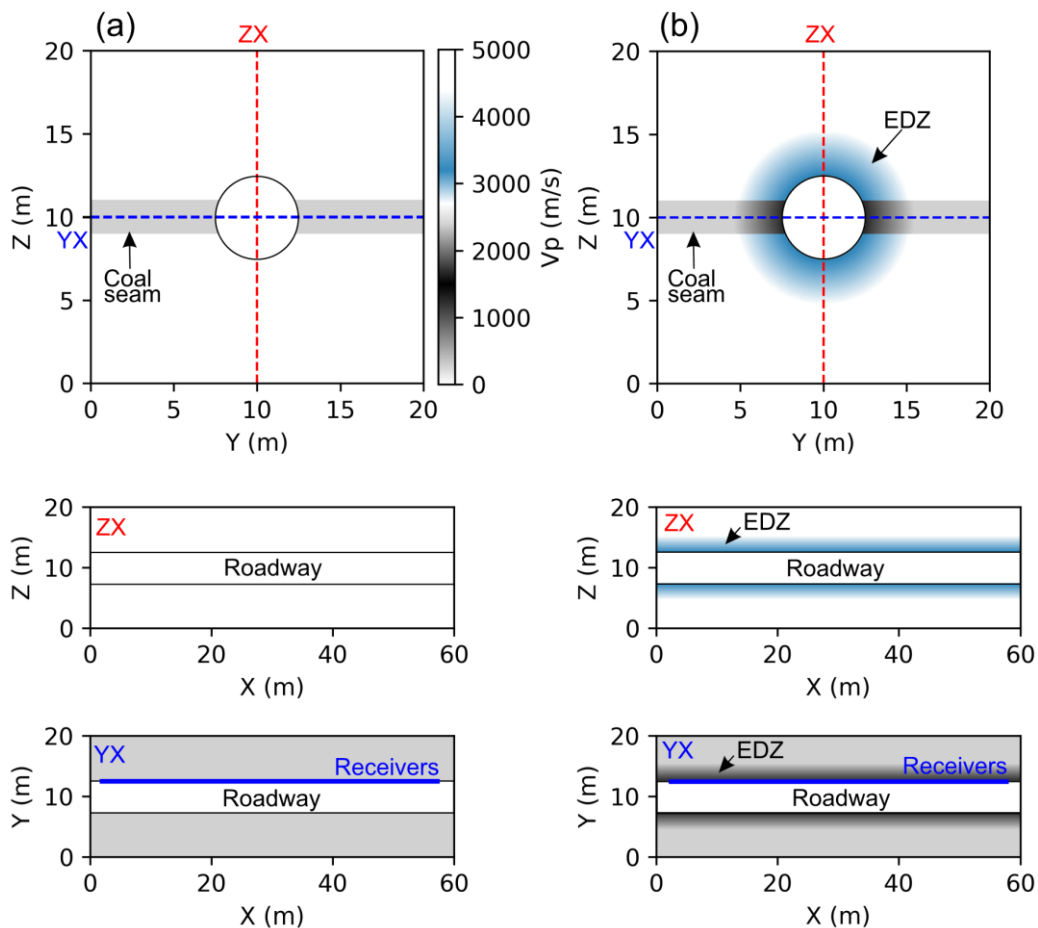 (a)
ZX
20
15
Z (m)
10
YX
5
0
Coal
seam
0 5 10 15 20
Y (m)
5000
4000
3000
2000
1000
0
Vp (m/s)
(b)
ZX
EDZ
20
15
Z (m)
10
YX
5
0
Coal
seam
0 5 10 15 20
Y (m)
ZX
Roadway
20
10
0
Z (m)
0 20 40 60
X (m)
ZX
EDZ
Roadway
20
10
0
Z (m)
0 20 40 60
X (m)
YX
Receivers
Roadway
20
10
0
Y (m)
0 20 40 60
X (m)
YX
EDZ
Receivers
Roadway
20
10
0
Y (m)
0 20 40 60
X (m)